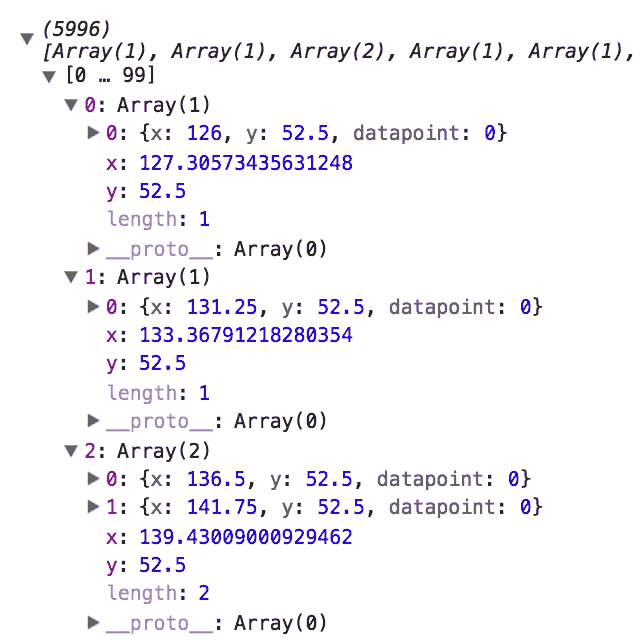 (5996)
[Array(1), Array(1), Array(2), Array(1), Array(1),
[0 … 99]
0: Array(1)
0: {x: 126, y: 52.5, datapoint: 0}
x: 127.30573435631248
y: 52.5
length: 1
__proto__: Array(0)
1: Array(1)
0: {x: 131.25, y: 52.5, datapoint: 0}
x: 133.36791218280354
y: 52.5
length: 1
__proto__: Array(0)
2: Array(2)
0: {x: 136.5, y: 52.5, datapoint: 0}
1: {x: 141.75, y: 52.5, datapoint: 0}
x: 139.43009000929462
y: 52.5
length: 2
__proto__: Array(0)